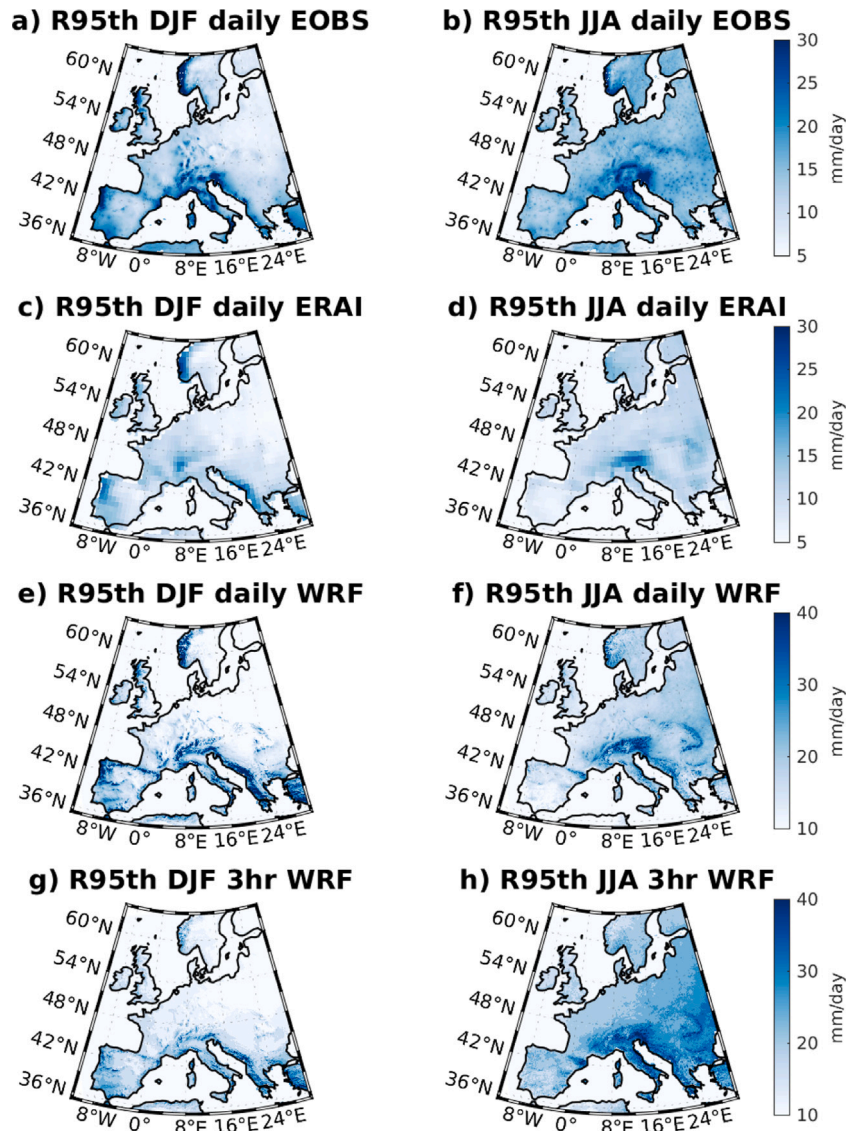 a) R95th DJF daily EOBS
60°N
54°N
48°N
42°N
36°N
8°W 0° 8°E 16°E 24°E
b) R95th JJA daily EOBS
60°N
54°N
48°N
42°N
36°N
8°W 0° 8°E 16°E 24°E
30
25
20
15
10
5
mm/day
c) R95th DJF daily ERAI
60°N
54°N
48°N
42°N
36°N
8°W 0° 8°E 16°E 24°E
d) R95th JJA daily ERAI
60°N
54°N
48°N
42°N
36°N
8°W 0° 8°E 16°E 24°E
30
25
20
15
10
5
mm/day
e) R95th DJF daily WRF
60°N
54°N
48°N
42°N
36°N
8°W 0° 8°E 16°E 24°E
f) R95th JJA daily WRF
60°N
54°N
48°N
42°N
36°N
8°W 0° 8°E 16°E 24°E
40
30
20
10
mm/day
g) R95th DJF 3hr WRF
60°N
54°N
48°N
42°N
36°N
8°W 0° 8°E 16°E 24°E
h) R95th JJA 3hr WRF
60°N
54°N
48°N
42°N
36°N
8°W 0° 8°E 16°E 24°E
40
30
20
10
mm/day